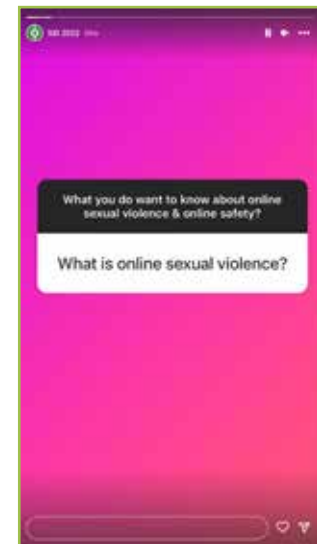 What you do want to know about online
sexual violence & online safety?
What is online sexual violence?